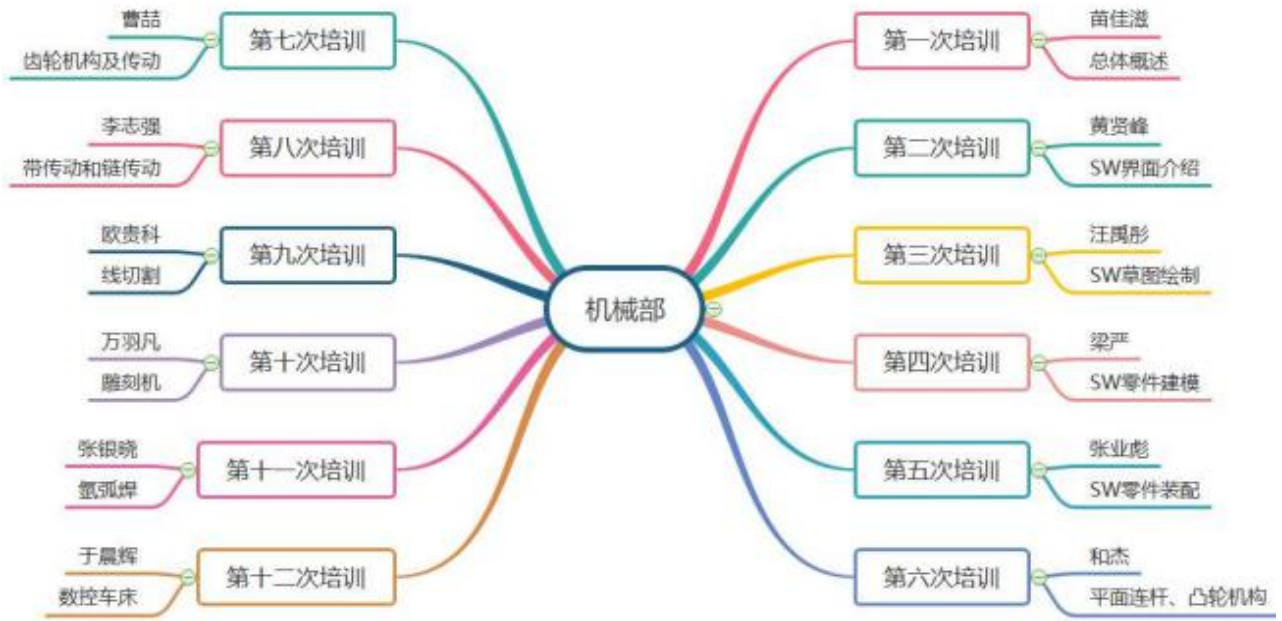 机械部
第一次培训
苗佳滋
总体概述
第二次培训
黄贤峰
SW界面介绍
第三次培训
汪禹彤
SW草图绘制
第四次培训
梁严
SW零件建模
第五次培训
张业彪
SW零件装配
第六次培训
和杰
平面连杆、凸轮机构
第七次培训
曹喆
齿轮机构及传动
第八次培训
李志强
带传动和链传动
第九次培训
欧贵科
线切割
第十次培训
万羽凡
雕刻机
第十一次培训
张银晓
氩弧焊
第十二次培训
于晨辉
数控车床